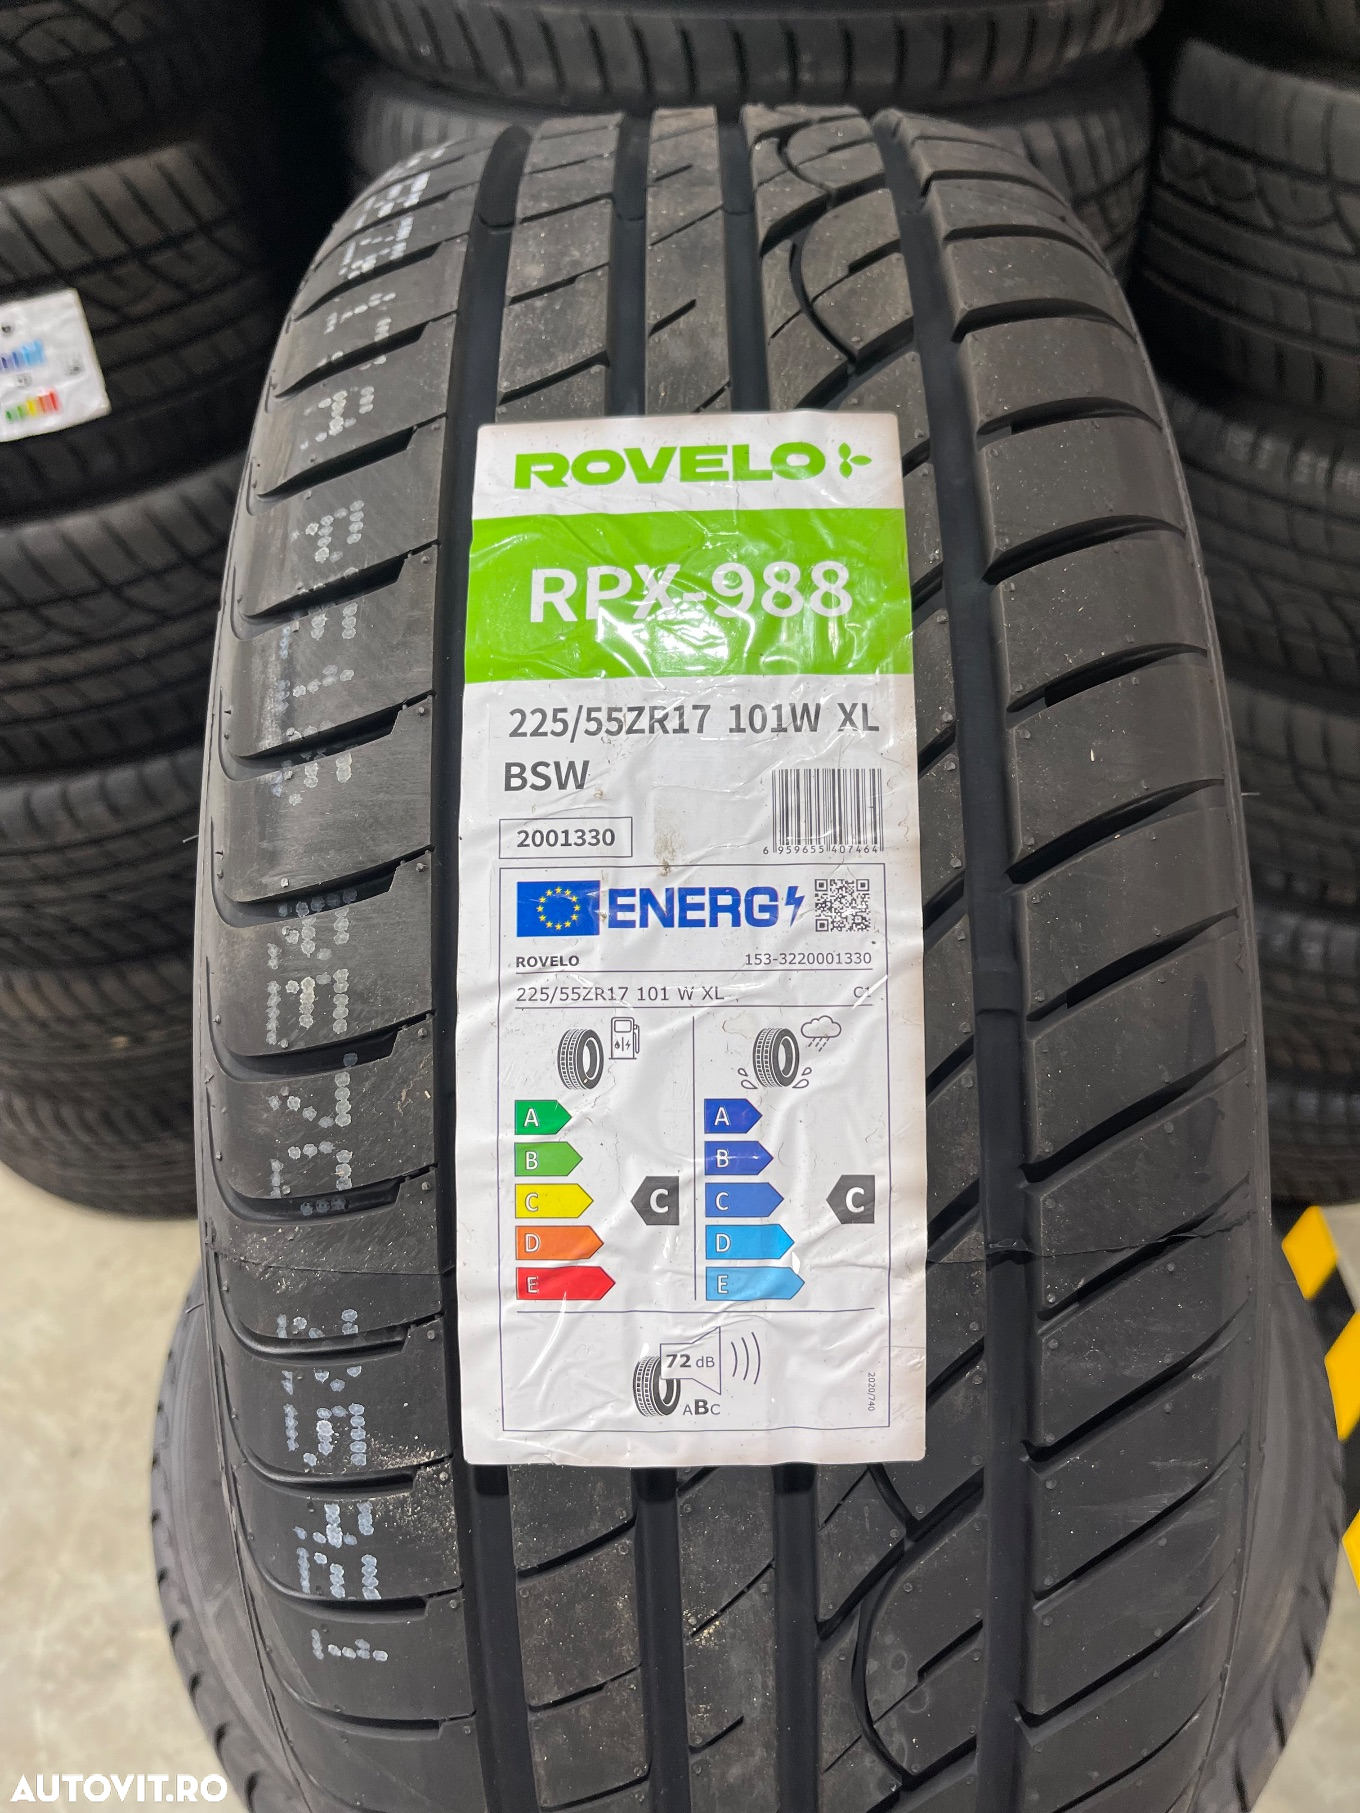 ROVELO
RPX-988
225/55ZR17 101W XL
BSW
2001330
6 959655 407464
ENERG
ROVELO 153-3220001330
225/55ZR17 101 W XL C1
A A
B B
C C C C
D D
E E
72 dB
ABC
2020/740
AUTOVIT.RO